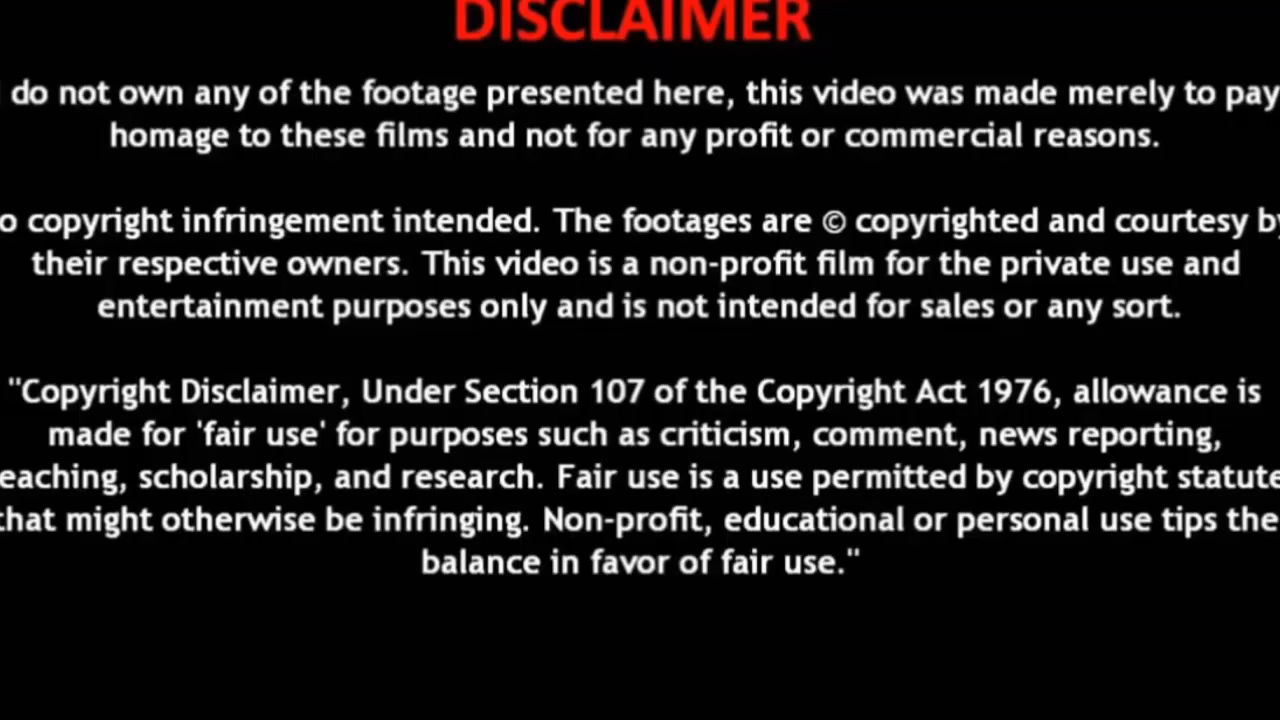 DISCLAIMER
do not own any of the footage presented here, this video was made merely to pay
homage to these films and not for any profit or commercial reasons.
o copyright infringement intended. The footages are © copyrighted and courtesy by
their respective owners. This video is a non-profit film for the private use and
entertainment purposes only and is not intended for sales or any sort.
"Copyright Disclaimer, Under Section 107 of the Copyright Act 1976, allowance is
made for 'fair use' for purposes such as criticism, comment, news reporting,
eaching, scholarship, and research. Fair use is a use permitted by copyright statute
that might otherwise be infringing. Non-profit, educational or personal use tips the
balance in favor of fair use."